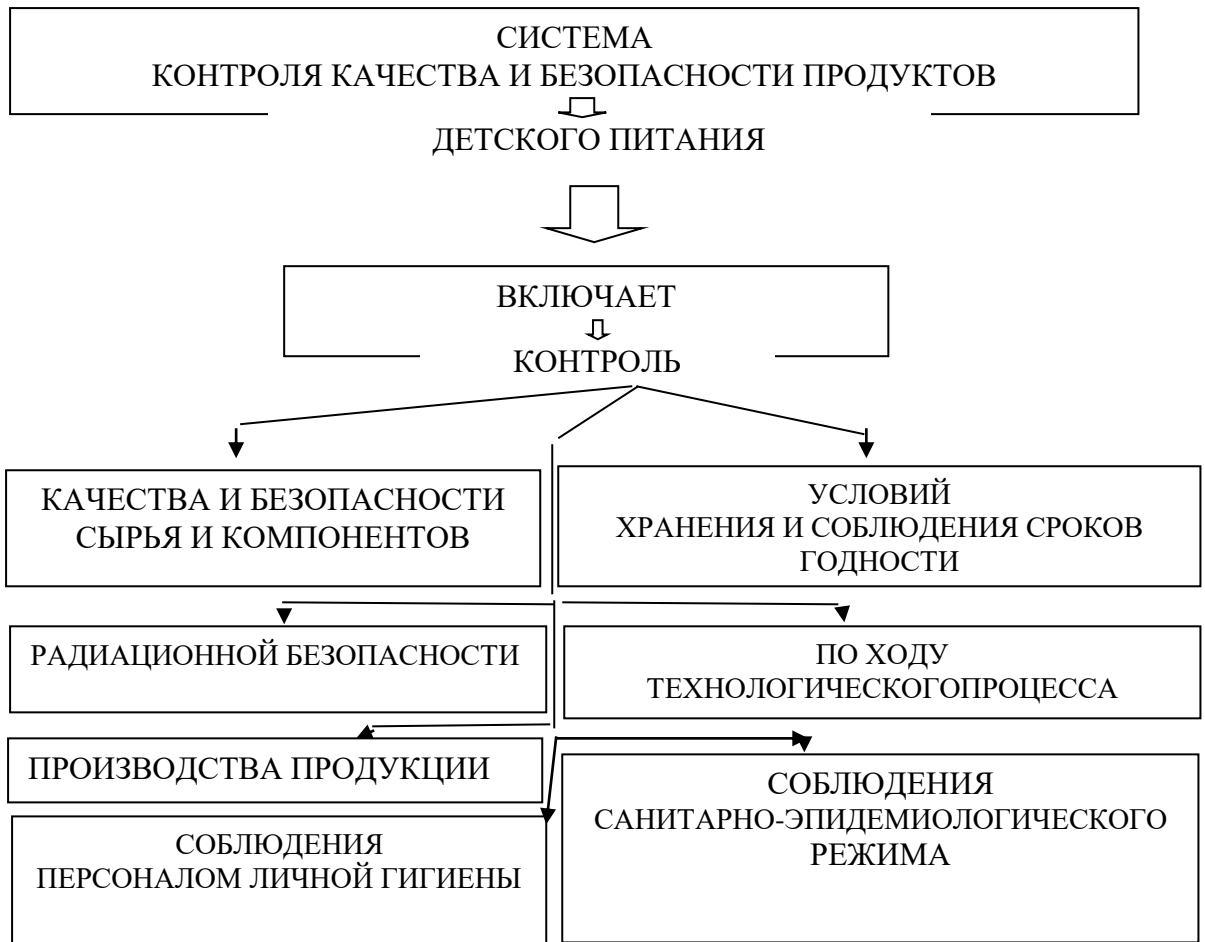 СИСТЕМА
КОНТРОЛЯ КАЧЕСТВА И БЕЗОПАСНОСТИ ПРОДУКТОВ
ДЕТСКОГО ПИТАНИЯ
ВКЛЮЧАЕТ
КОНТРОЛЬ
КАЧЕСТВА И БЕЗОПАСНОСТИ
СЫРЬЯ И КОМПОНЕНТОВ
УСЛОВИЙ
ХРАНЕНИЯ И СОБЛЮДЕНИЯ СРОКОВ
ГОДНОСТИ
РАДИАЦИОННОЙ БЕЗОПАСНОСТИ
ПО ХОДУ
ТЕХНОЛОГИЧЕСКОГОПРОЦЕССА
ПРОИЗВОДСТВА ПРОДУКЦИИ
СОБЛЮДЕНИЯ
САНИТАРНО-ЭПИДЕМИОЛОГИЧЕСКОГО
РЕЖИМА
СОБЛЮДЕНИЯ
ПЕРСОНАЛОМ ЛИЧНОЙ ГИГИЕНЫ